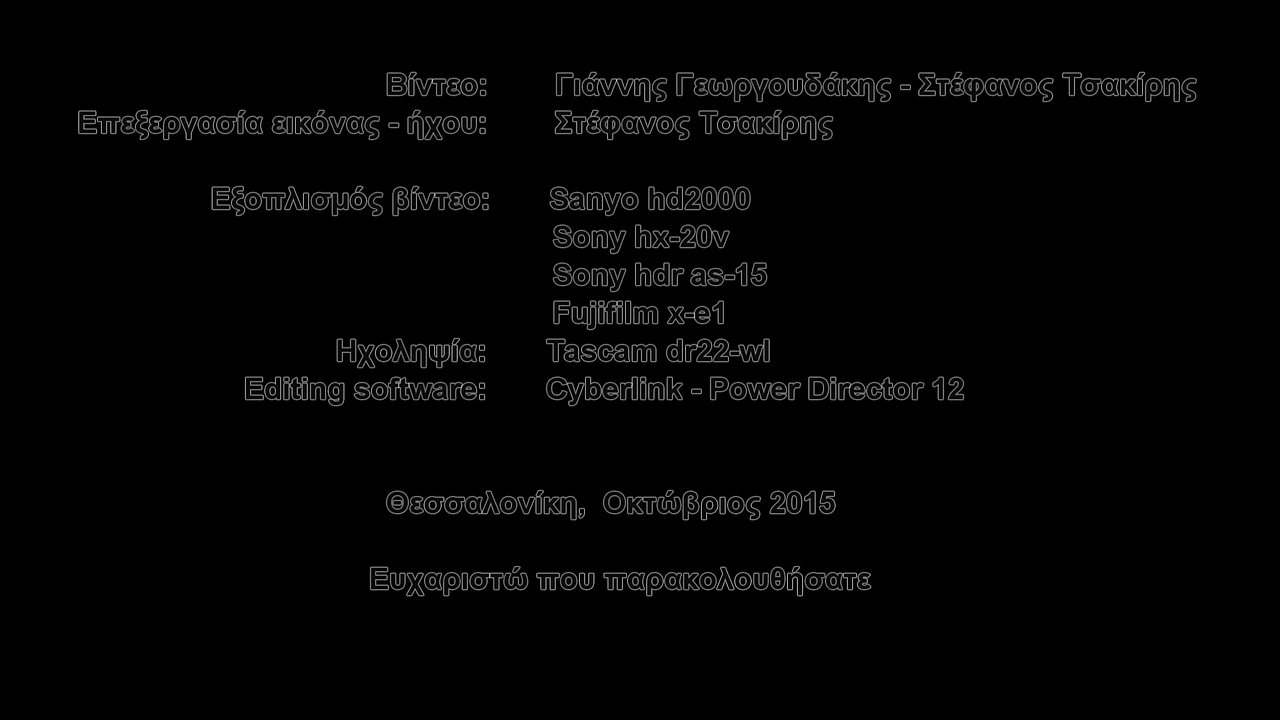 Βίντεο: Γιάννης Γεωργουδάκης - Στέφανος Τσακίρης
Επεξεργασία εικόνας - ήχου: Στέφανος Τσακίρης
Εξοπλισμός βίντεο: Sanyo hd2000
Sony hx-20v
Sony hdr as-15
Fujifilm x-e1
Ηχοληψία: Tascam dr22-wl
Editing software: Cyberlink - Power Director 12
Θεσσαλονίκη, Οκτώβριος 2015
Ευχαριστώ που παρακολουθήσατε